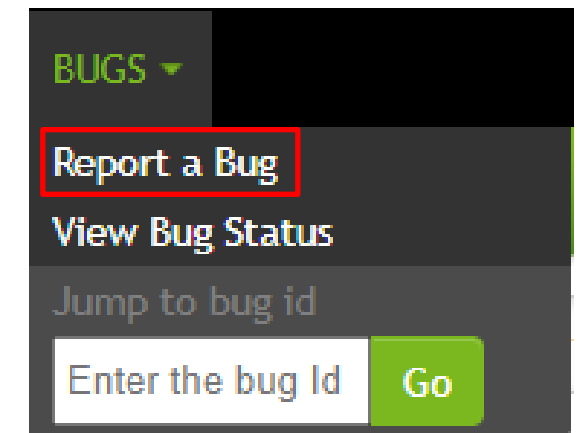 BUGS
Report a Bug
View Bug Status
Jump to bug id
Enter the bug Id Go